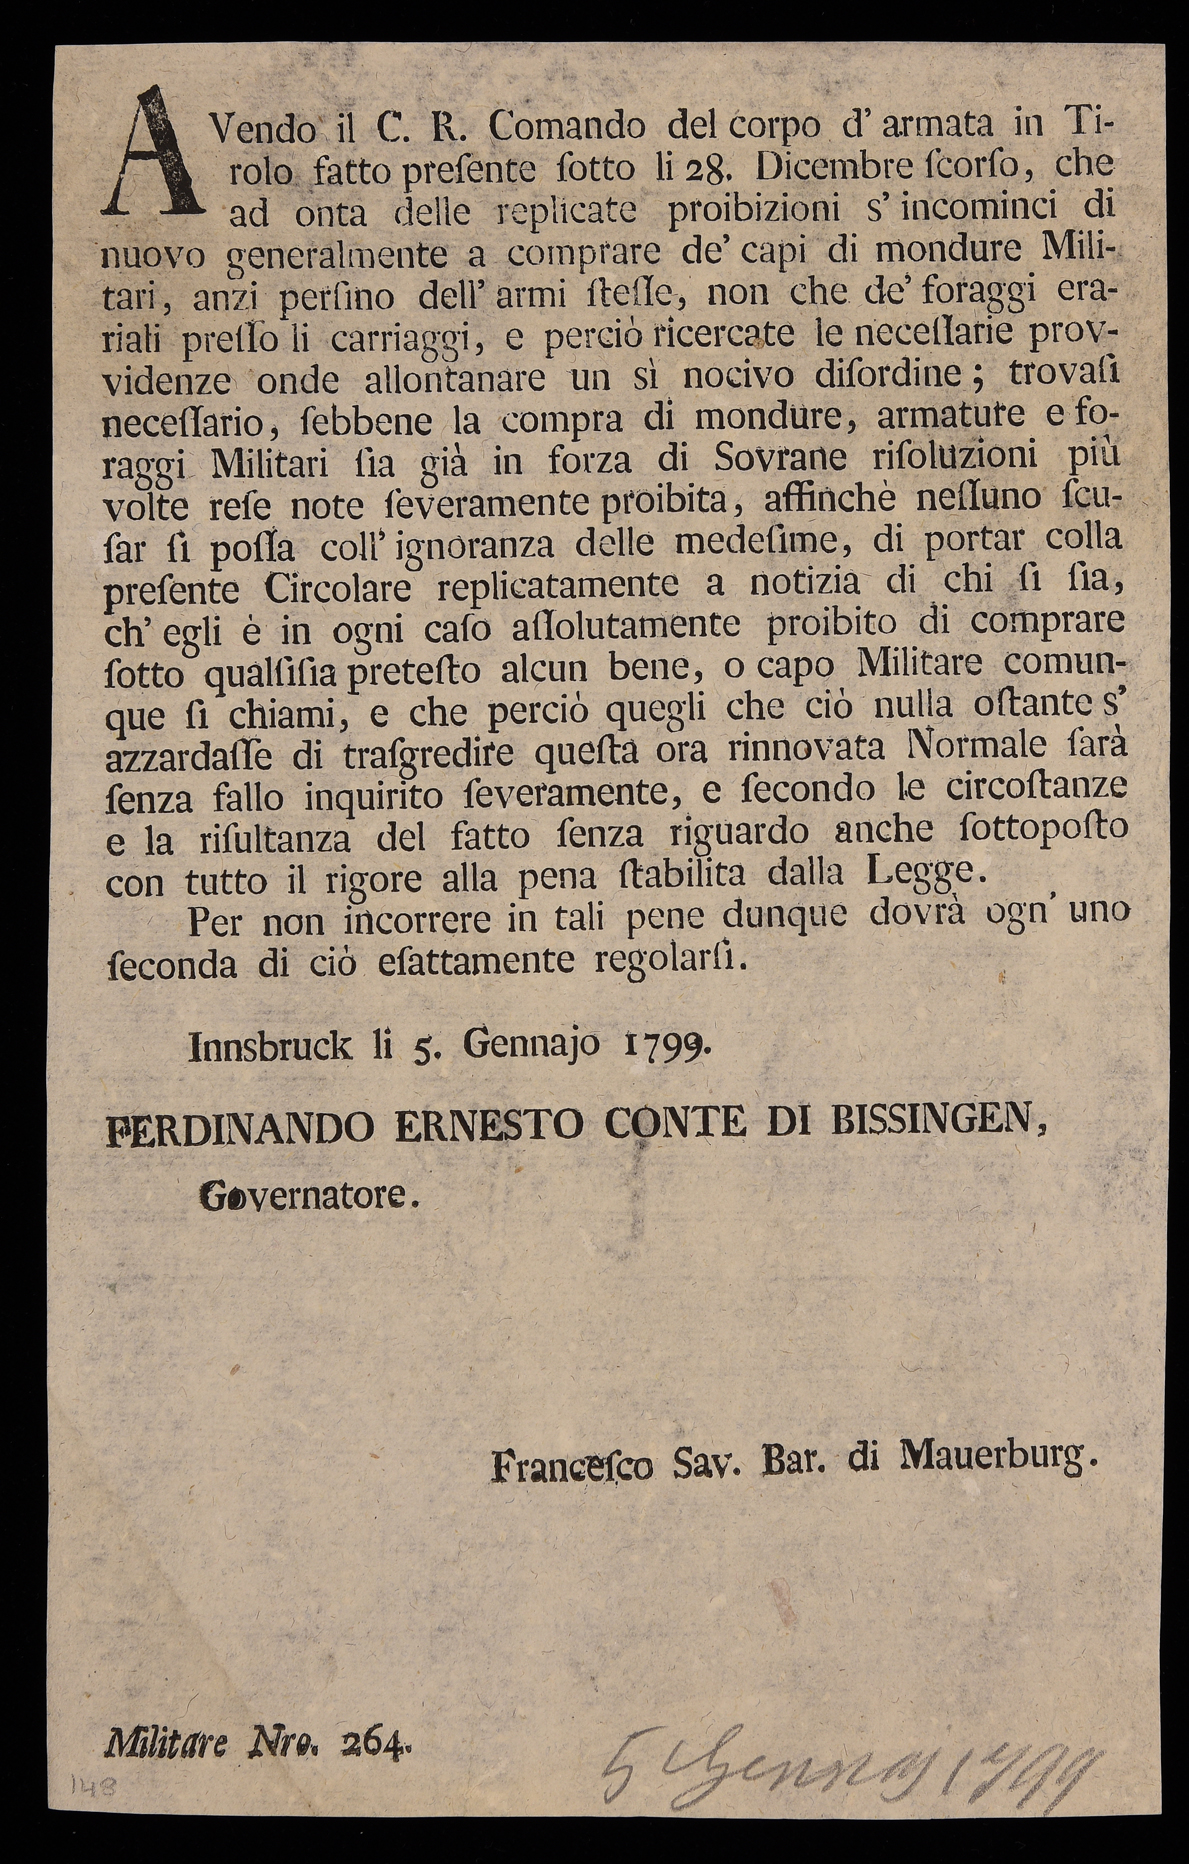 AVendo il C. R. Comando del corpo d' armata in Ti-
rolo fatto preſente ſotto li 28. Dicembre ſcorſo, che
ad onta delle replicate proibizioni s' incominci di
nuovo generalmente a comprare de' capi di mondure Mili-
tari, anzi perſino dell' armi ſteſſe, non che de' foraggi era-
riali preſſo li carriaggi, e perciò ricercate le neceſſarie prov-
videnze onde allontanare un sì nocivo diſordine; trovaſi
neceſſario, ſebbene la compra di mondure, armature e fo-
raggi Militari ſia già in forza di Sovrane riſoluzioni più
volte reſe note ſeveramente proibita, affinchè neſſuno ſcu-
ſar ſi poſſa coll' ignoranza delle medeſime, di portar colla
preſente Circolare replicatamente a notizia di chi ſi ſia,
ch' egli è in ogni caſo aſſolutamente proibito di comprare
ſotto qualſiſia preteſto alcun bene, o capo Militare comun-
que ſi chiami, e che perciò quegli che ciò nulla oſtante s'
azzardaſſe di traſgredire queſta ora rinnovata Normale ſarà
ſenza fallo inquirito ſeveramente, e ſecondo le circoſtanze
e la riſultanza del fatto ſenza riguardo anche ſottopoſto
con tutto il rigore alla pena ſtabilita dalla Legge.
Per non incorrere in tali pene dunque dovrà ogn' uno
ſeconda di ciò eſattamente regolarſi.
Innsbruck li 5. Gennajo 1799.
FERDINANDO ERNESTO CONTE DI BISSINGEN,
Governatore.
Franceſco Sav. Bar. di Mauerburg.
Militare Nro. 264.
148
5 Gennaj 1799